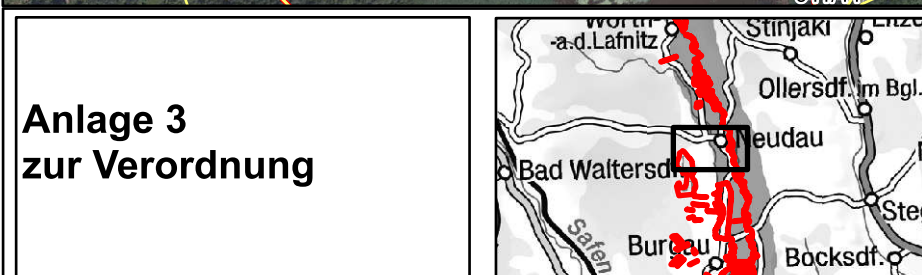 Anlage 3
zur Verordnung
Wörth-
-a.d.Lafnitz
Stinjaki
Ollersdf. im Bgl.
Neudau
Bad Waltersdf.
Safen
Burgau
Bocksdf.